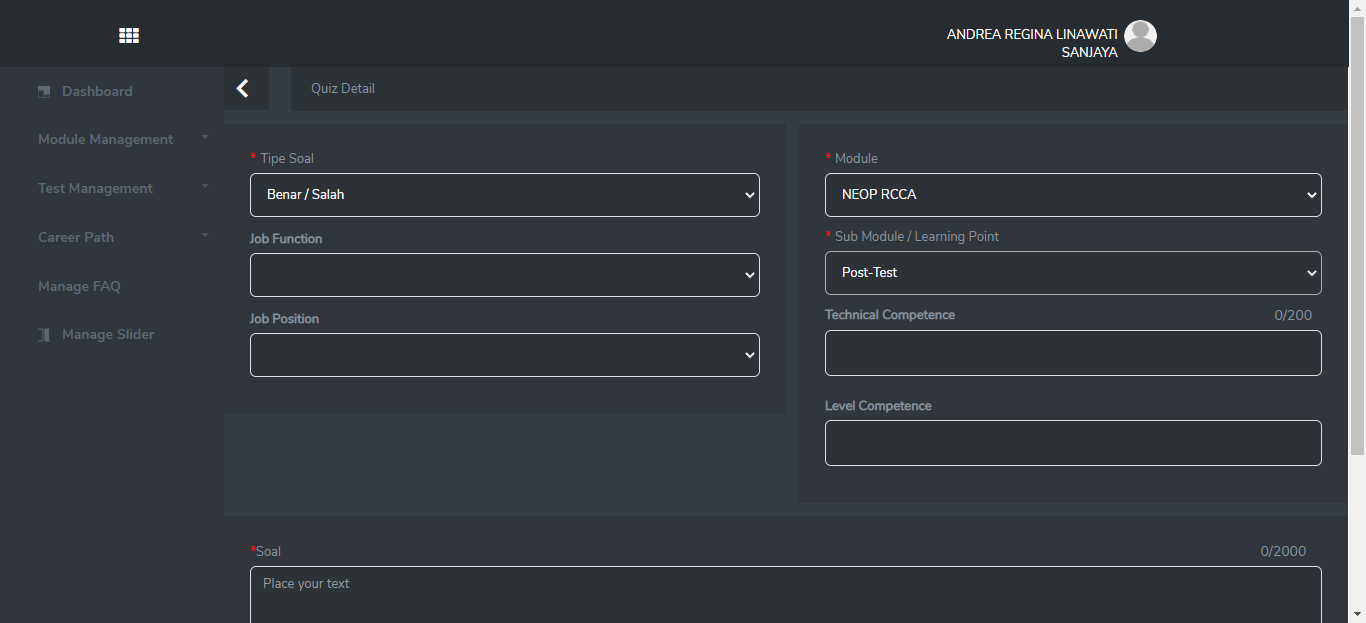 ANDREA REGINA LINAWATI
SANJAYA
Dashboard
Module Management
Test Management
Career Path
Manage FAQ
Manage Slider
Quiz Detail
* Tipe Soal
Benar / Salah
Job Function
Job Position
* Module
NEOP RCCA
* Sub Module / Learning Point
Post-Test
Technical Competence 0/200
Level Competence
*Soal 0/2000
Place your text